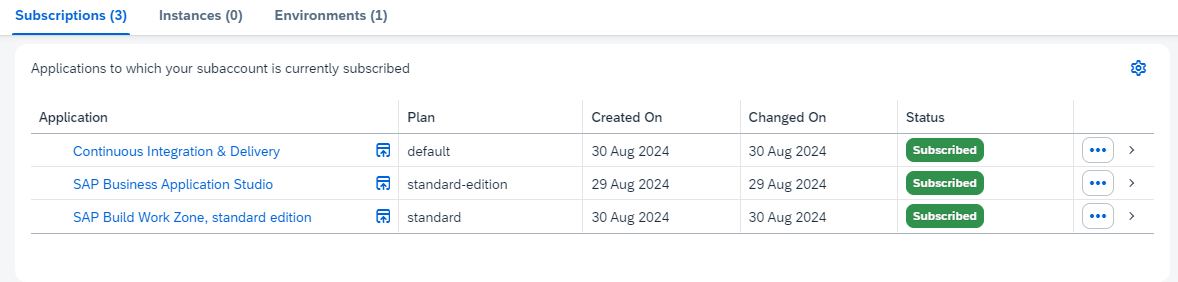 Subscriptions (3) Instances (0) Environments (1)
Applications to which your subaccount is currently subscribed
Application Plan Created On Changed On Status
Continuous Integration & Delivery default 30 Aug 2024 30 Aug 2024 Subscribed
SAP Business Application Studio standard-edition 29 Aug 2024 29 Aug 2024 Subscribed
SAP Build Work Zone, standard edition standard 30 Aug 2024 30 Aug 2024 Subscribed